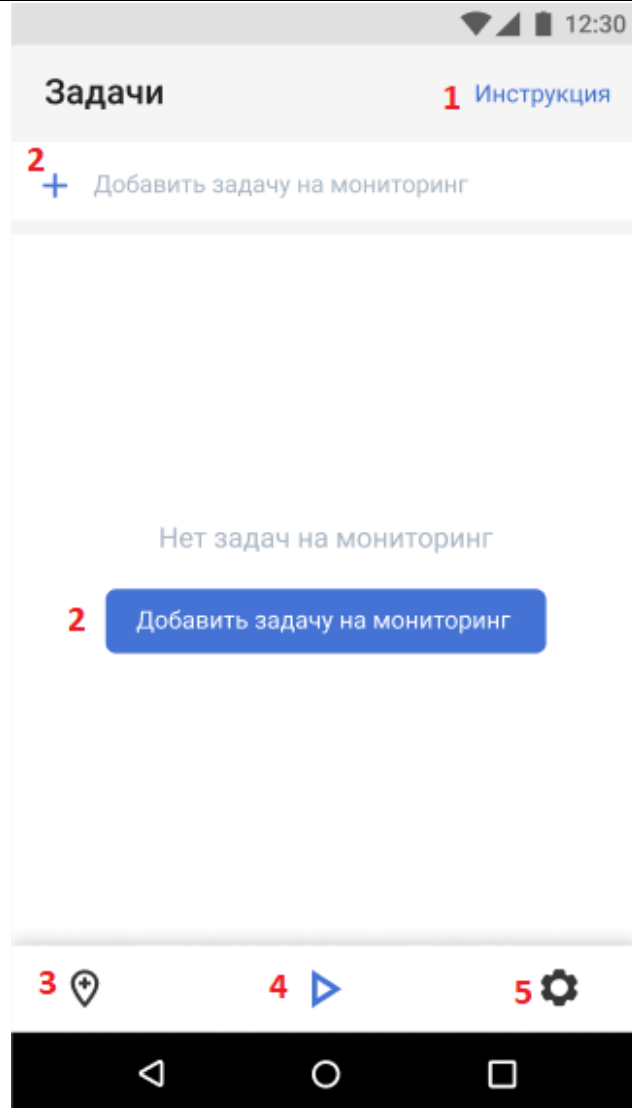 12:30
Задачи
1 Инструкция
2
+ Добавить задачу на мониторинг
Нет задач на мониторинг
2 Добавить задачу на мониторинг
3 4 5